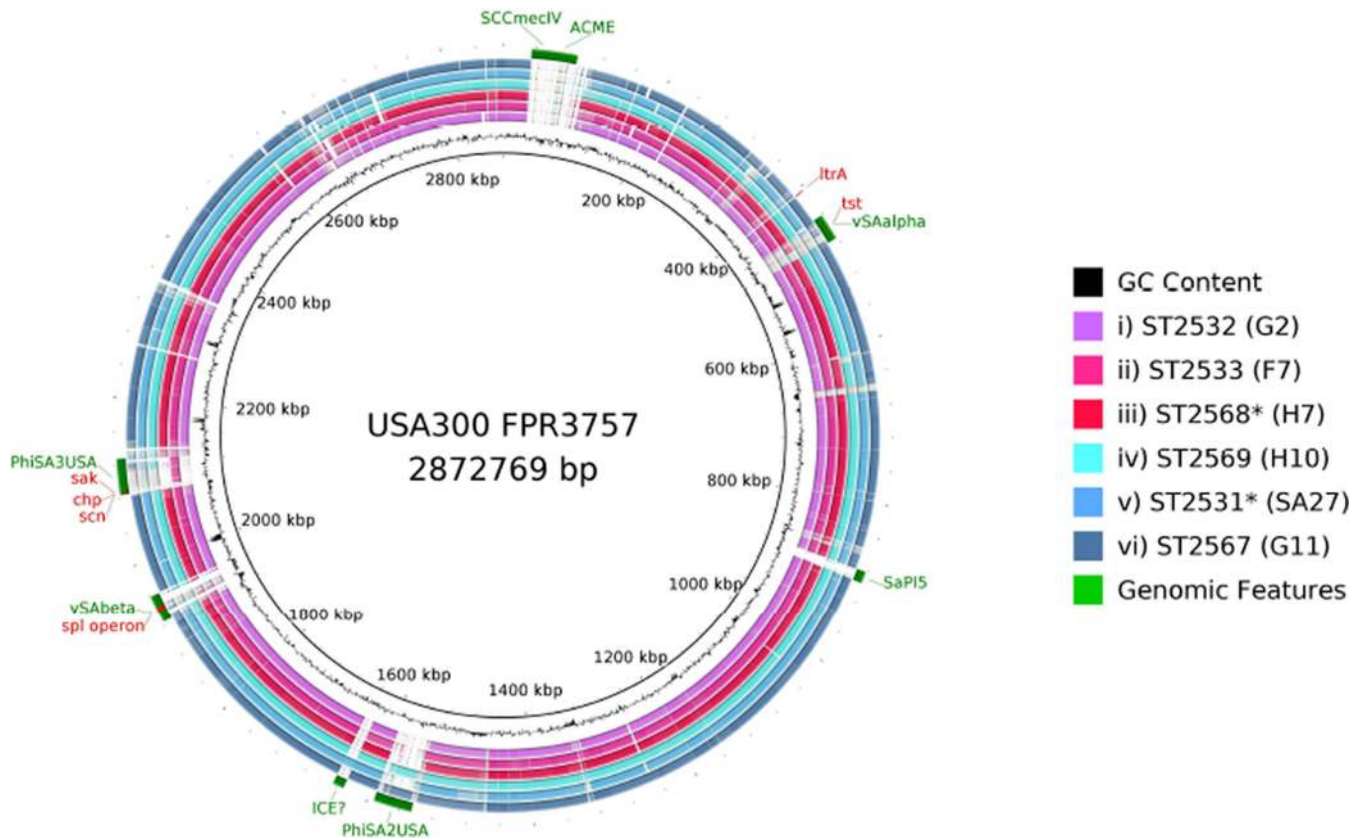 SCCmecIV
ACME
ltrA
tst
vSAalpha
2800 kbp
200 kbp
2600 kbp
400 kbp
2400 kbp
600 kbp
2200 kbp
USA300 FPR3757
2872769 bp
800 kbp
PhiSA3USA
sak
chp
scn
2000 kbp
1000 kbp
SaPI5
vSAbeta
spl operon
1800 kbp
1200 kbp
1600 kbp
1400 kbp
ICE?
PhiSA2USA
GC Content
i) ST2532 (G2)
ii) ST2533 (F7)
iii) ST2568* (H7)
iv) ST2569 (H10)
v) ST2531* (SA27)
vi) ST2567 (G11)
Genomic Features